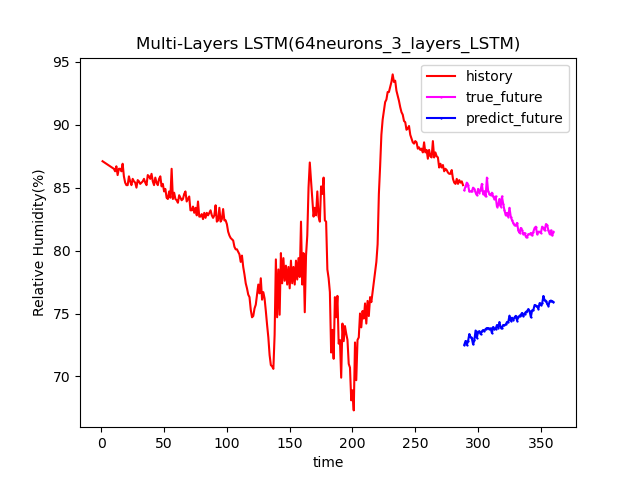 Multi-Layers LSTM(64neurons_3_layers_LSTM)
history
true_future
predict_future
Relative Humidity(%)
95
90
85
80
75
70
0
50
100
150
200
250
300
350
time